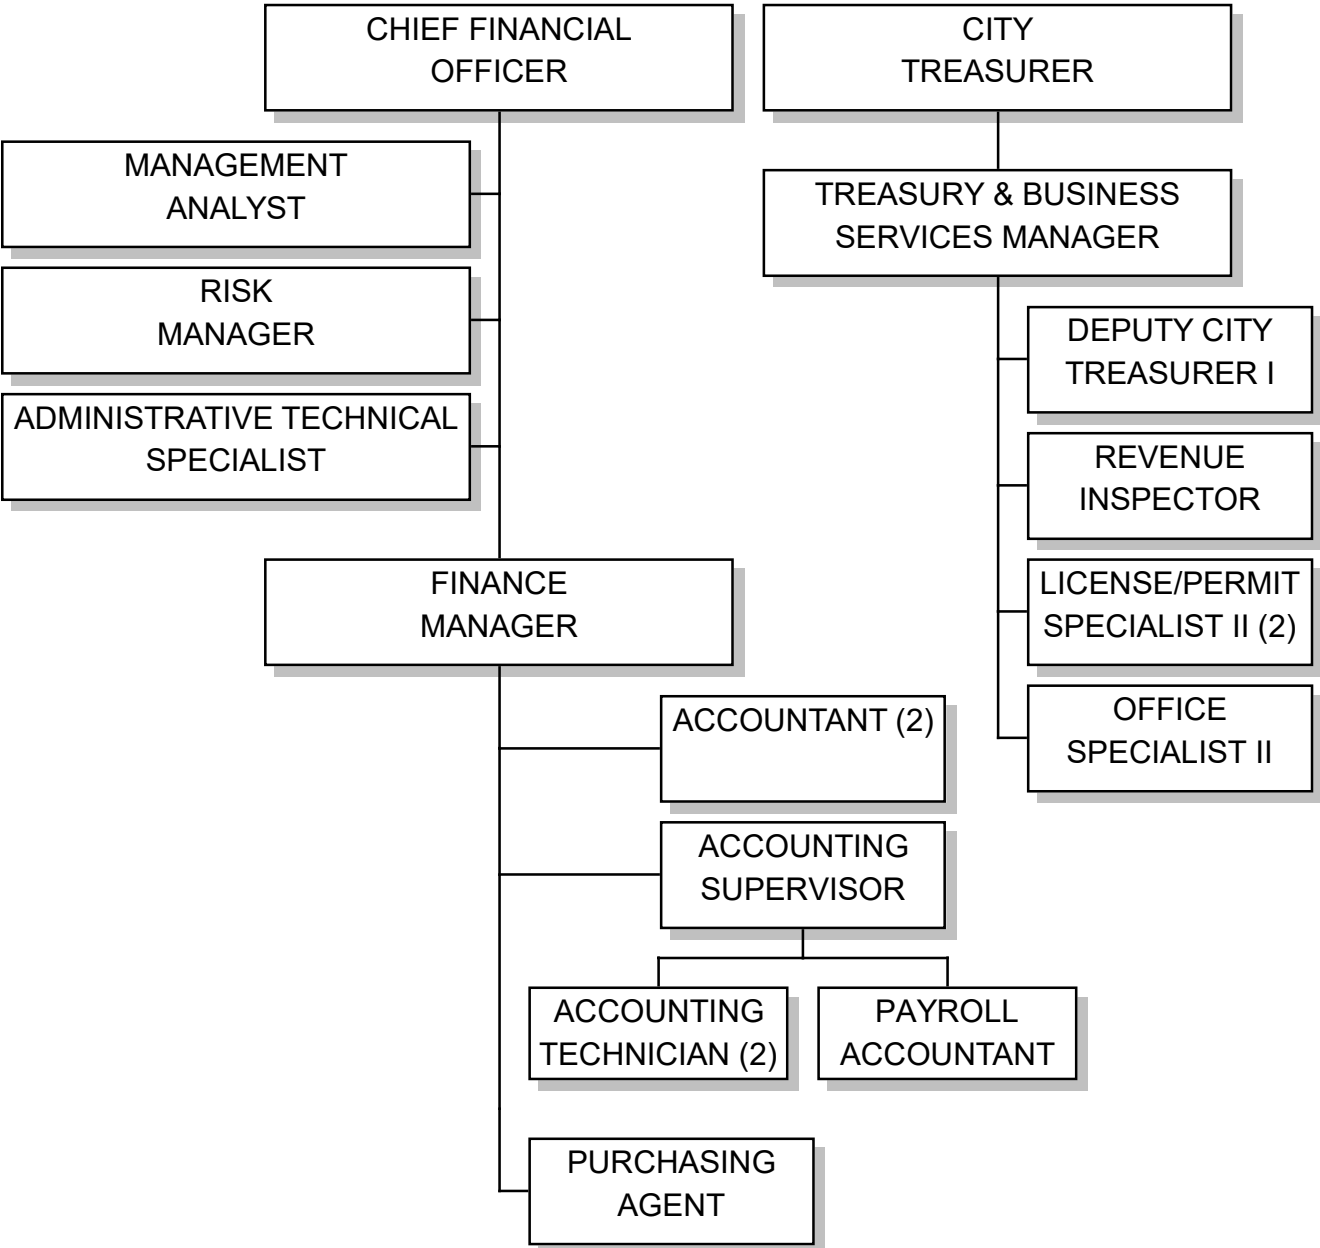 CHIEF FINANCIAL
OFFICER
CITY
TREASURER
MANAGEMENT
ANALYST
TREASURY & BUSINESS
SERVICES MANAGER
RISK
MANAGER
DEPUTY CITY
TREASURER I
ADMINISTRATIVE TECHNICAL
SPECIALIST
REVENUE
INSPECTOR
FINANCE
MANAGER
LICENSE/PERMIT
SPECIALIST II (2)
ACCOUNTANT (2)
OFFICE
SPECIALIST II
ACCOUNTING
SUPERVISOR
ACCOUNTING
TECHNICIAN (2)
PAYROLL
ACCOUNTANT
PURCHASING
AGENT